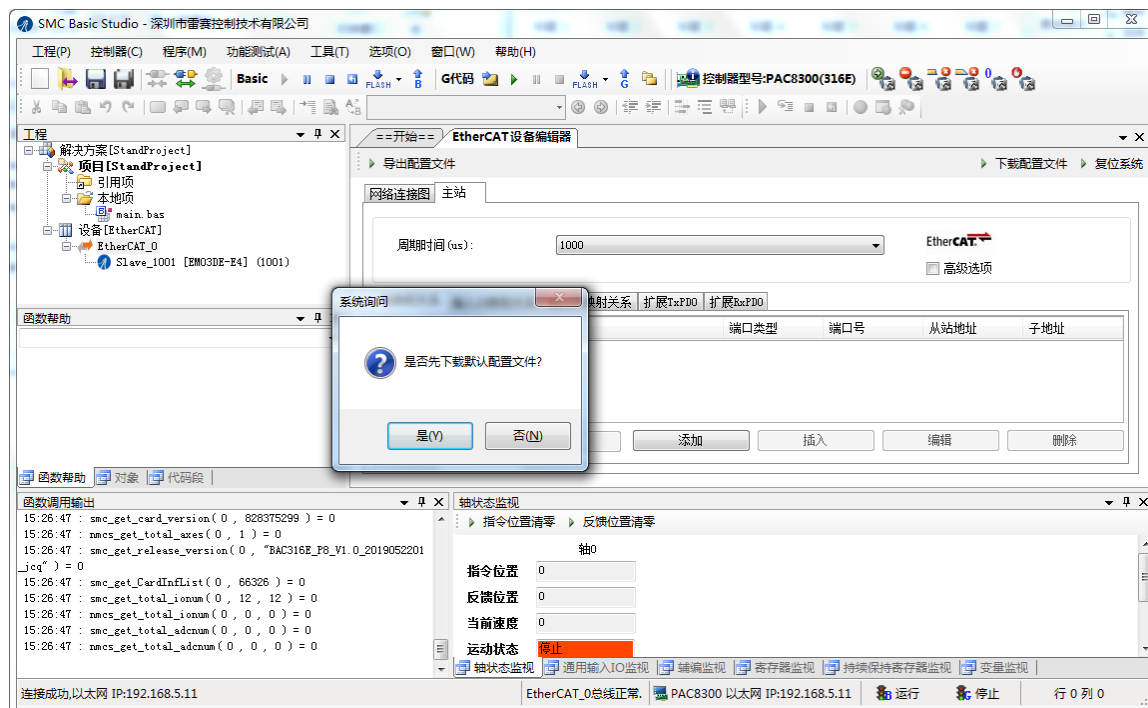 SMC Basic Studio - 深圳市雷赛控制技术有限公司
工程(P) 控制器(C) 程序(M) 功能测试(A) 工具(T) 选项(O) 窗口(W) 帮助(H)
Basic FLASH B G代码 FLASH G 控制器型号:PAC8300(316E)
工程
解决方案[StandProject]
项目[StandProject]
引用项
本地项
main.bas
设备[EtherCAT]
EtherCAT_0
Slave_1001 [EM03DE-E4] (1001)
函数帮助
函数帮助 对象 代码段
==开始== EtherCAT设备编辑器
导出配置文件 下载配置文件 复位系统
网络连接图 主站
周期时间(us): 1000 EtherCAT
高级选项
映射关系 扩展TxPDO 扩展RxPDO
端口类型 端口号 从站地址 子地址
添加 插入 编辑 删除
系统询问
是否先下载默认配置文件?
是(Y) 否(N)
函数调用输出
15:26:47 : smc_get_card_version( 0 , 828375299 ) = 0
15:26:47 : nmcs_get_total_axes( 0 , 1 ) = 0
15:26:47 : smc_get_release_version( 0 , "BAC316E_P8_V1.0_2019052201
_jcq" ) = 0
15:26:47 : smc_get_CardInfList( 0 , 66326 ) = 0
15:26:47 : smc_get_total_ionum( 0 , 12 , 12 ) = 0
15:26:47 : nmcs_get_total_ionum( 0 , 0 , 0 ) = 0
15:26:47 : smc_get_total_adcnum( 0 , 0 , 0 ) = 0
15:26:47 : nmcs_get_total_adcnum( 0 , 0 , 0 ) = 0
轴状态监视
指令位置清零 反馈位置清零
轴0
指令位置 0
反馈位置 0
当前速度 0
运动状态 停止
轴状态监视 通用输入IO监视 辅编监视 寄存器监视 持续保持寄存器监视 变量监视
连接成功,以太网 IP:192.168.5.11 EtherCAT_0总线正常. PAC8300 以太网 IP:192.168.5.11 运行 停止 行 0 列 0